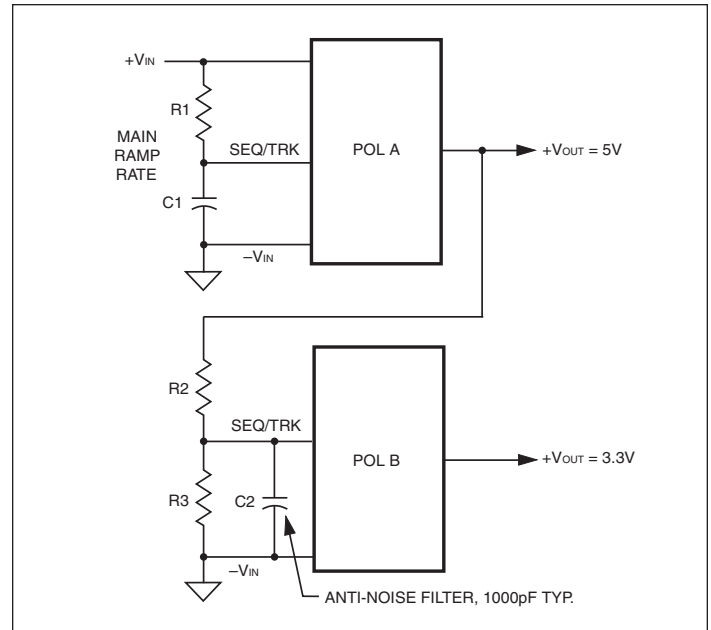 +VIN
R1
MAIN
RAMP
RATE
SEQ/TRK
POL A
+VOUT = 5V
C1
–VIN
R2
SEQ/TRK
POL B
+VOUT = 3.3V
R3
C2
–VIN
ANTI-NOISE FILTER, 1000pF TYP.